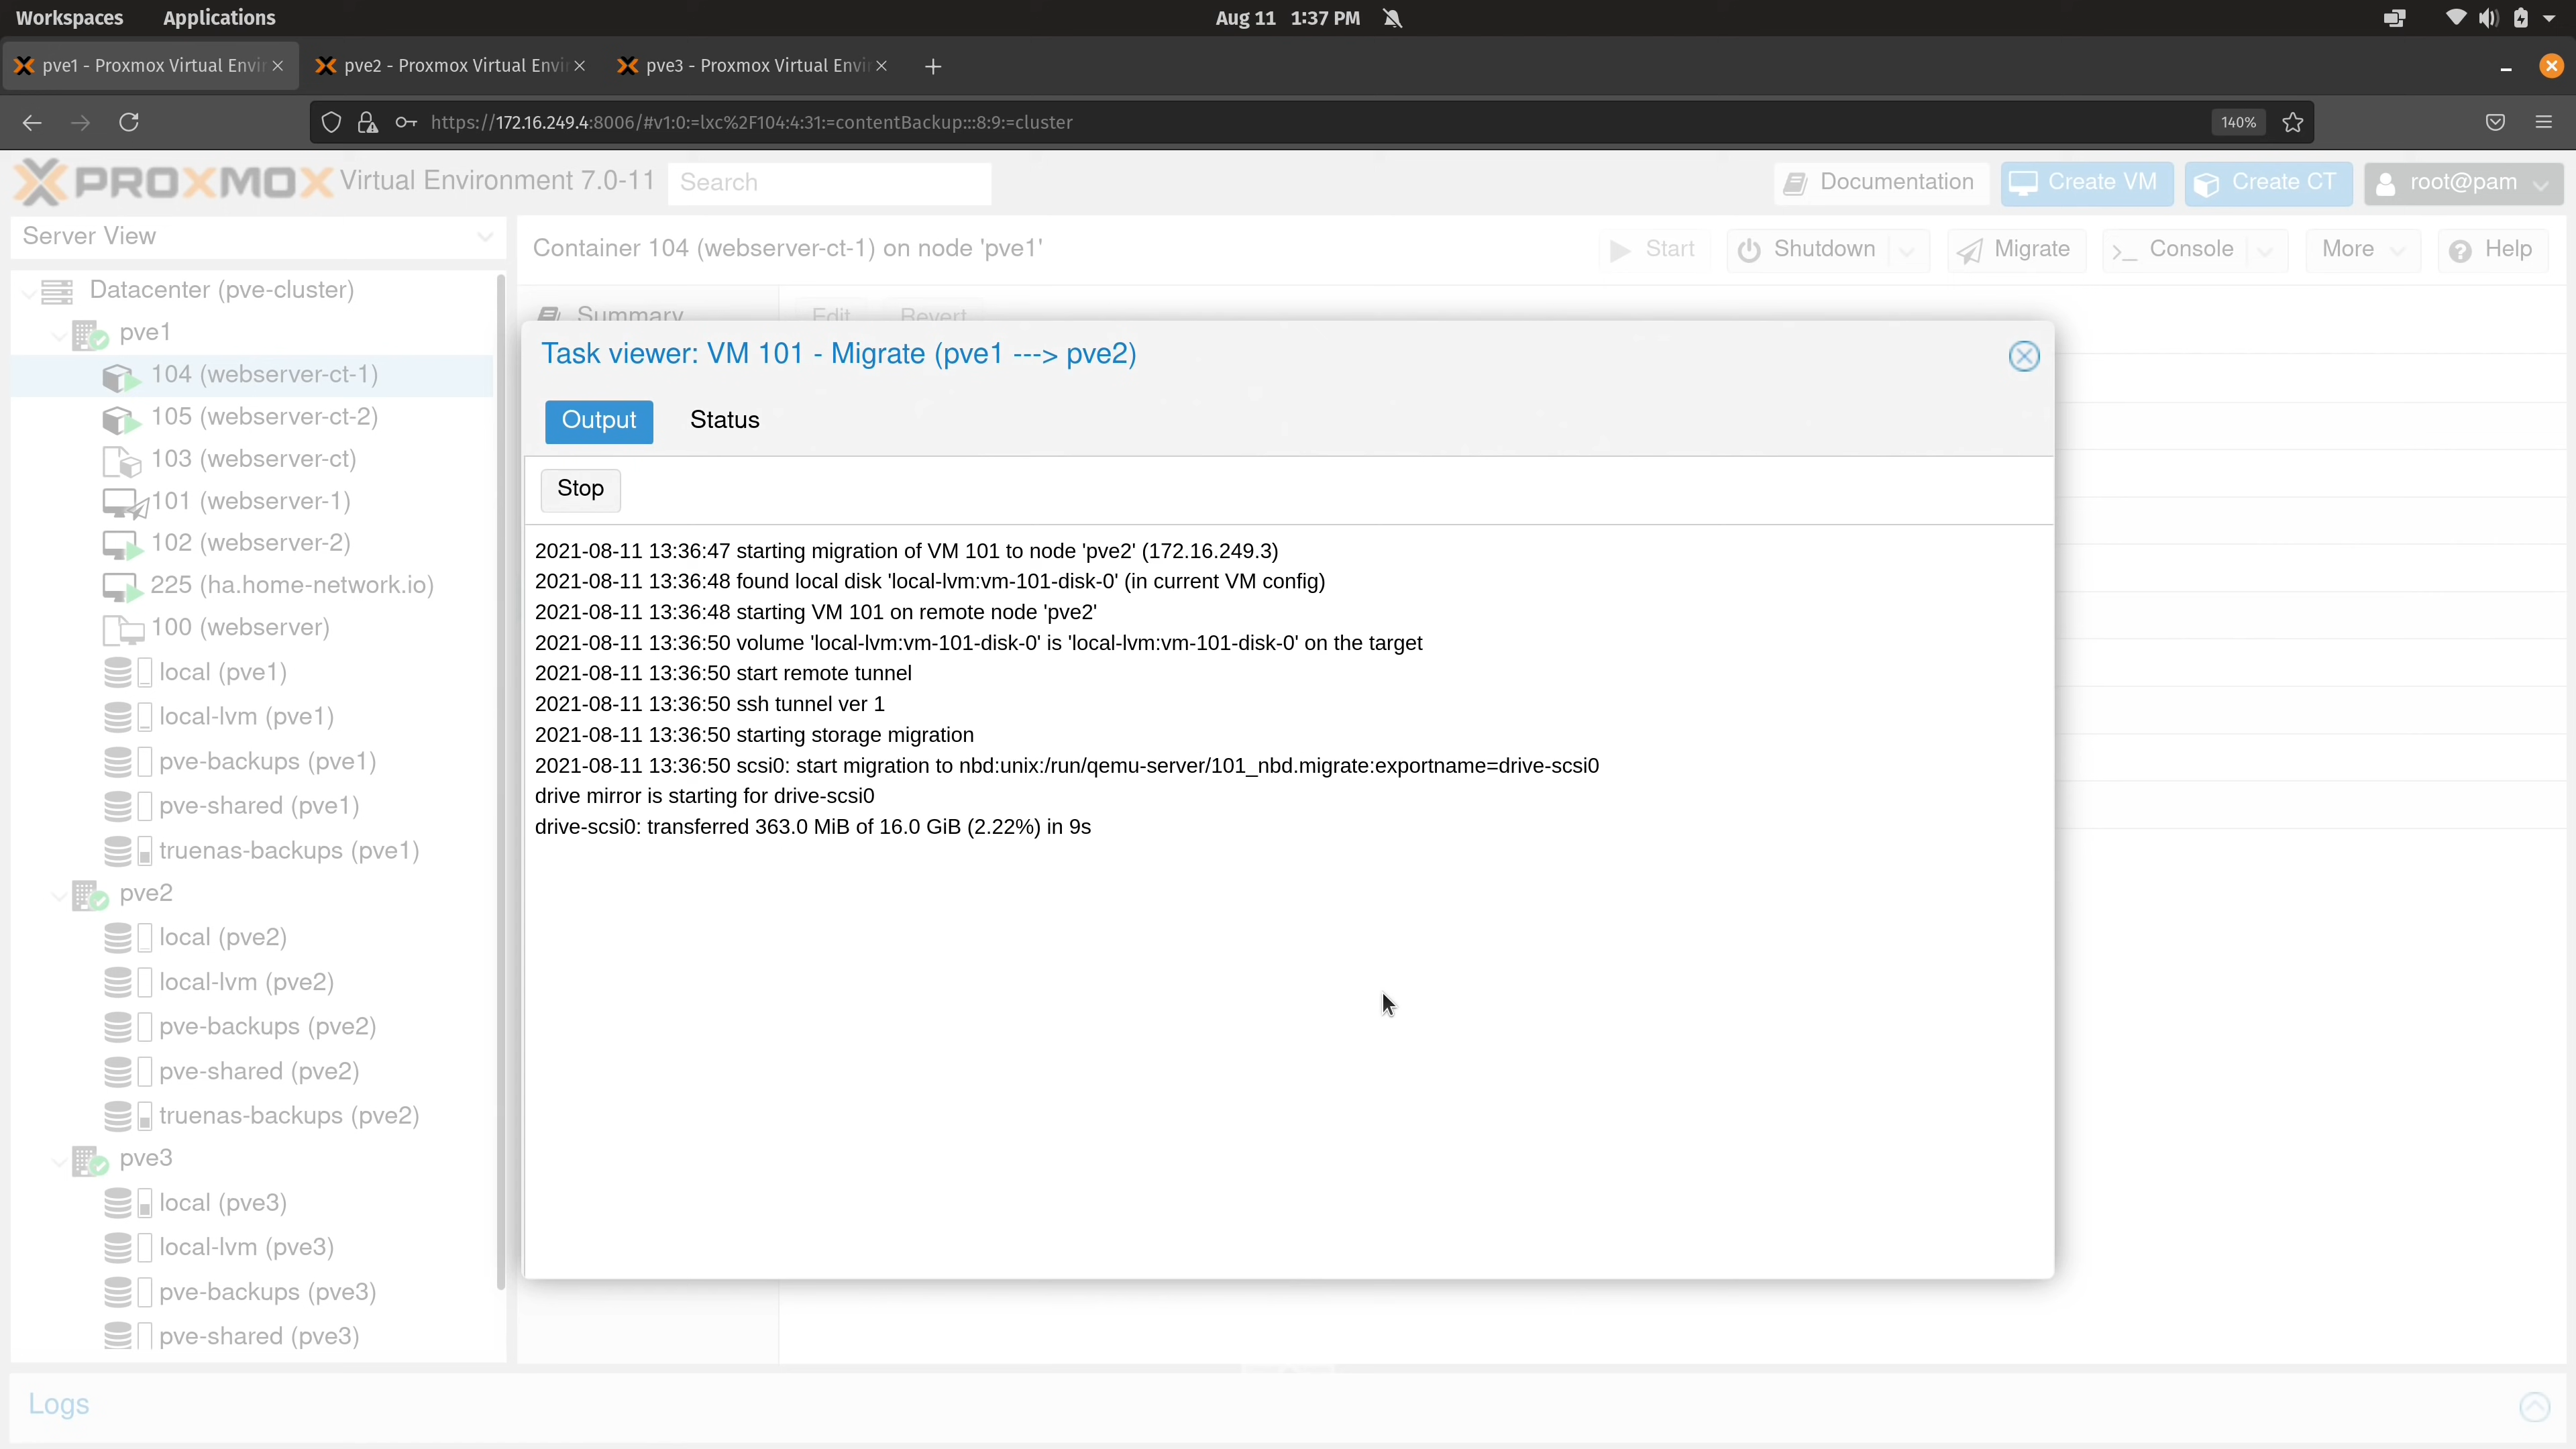 Workspaces Applications Aug 11 1:37 PM
pve1 - Proxmox Virtual Envir pve2 - Proxmox Virtual Envir pve3 - Proxmox Virtual Envir
https://172.16.249.4:8006/#v1:0:=lxc%2F104:4:31:=contentBackup:::8:9:=cluster 140%
PROXMOX Virtual Environment 7.0-11 Search Documentation Create VM Create CT root@pam
Server View
Container 104 (webserver-ct-1) on node 'pve1' Start Shutdown Migrate Console More Help
Datacenter (pve-cluster)
Summary Edit Revert
pve1
104 (webserver-ct-1)
105 (webserver-ct-2)
103 (webserver-ct)
101 (webserver-1)
102 (webserver-2)
225 (ha.home-network.io)
100 (webserver)
local (pve1)
local-lvm (pve1)
pve-backups (pve1)
pve-shared (pve1)
truenas-backups (pve1)
pve2
local (pve2)
local-lvm (pve2)
pve-backups (pve2)
pve-shared (pve2)
truenas-backups (pve2)
pve3
local (pve3)
local-lvm (pve3)
pve-backups (pve3)
pve-shared (pve3)
Task viewer: VM 101 - Migrate (pve1 ---> pve2)
Output Status
Stop
2021-08-11 13:36:47 starting migration of VM 101 to node 'pve2' (172.16.249.3)
2021-08-11 13:36:48 found local disk 'local-lvm:vm-101-disk-0' (in current VM config)
2021-08-11 13:36:48 starting VM 101 on remote node 'pve2'
2021-08-11 13:36:50 volume 'local-lvm:vm-101-disk-0' is 'local-lvm:vm-101-disk-0' on the target
2021-08-11 13:36:50 start remote tunnel
2021-08-11 13:36:50 ssh tunnel ver 1
2021-08-11 13:36:50 starting storage migration
2021-08-11 13:36:50 scsi0: start migration to nbd:unix:/run/qemu-server/101_nbd.migrate:exportname=drive-scsi0
drive mirror is starting for drive-scsi0
drive-scsi0: transferred 363.0 MiB of 16.0 GiB (2.22%) in 9s
Logs